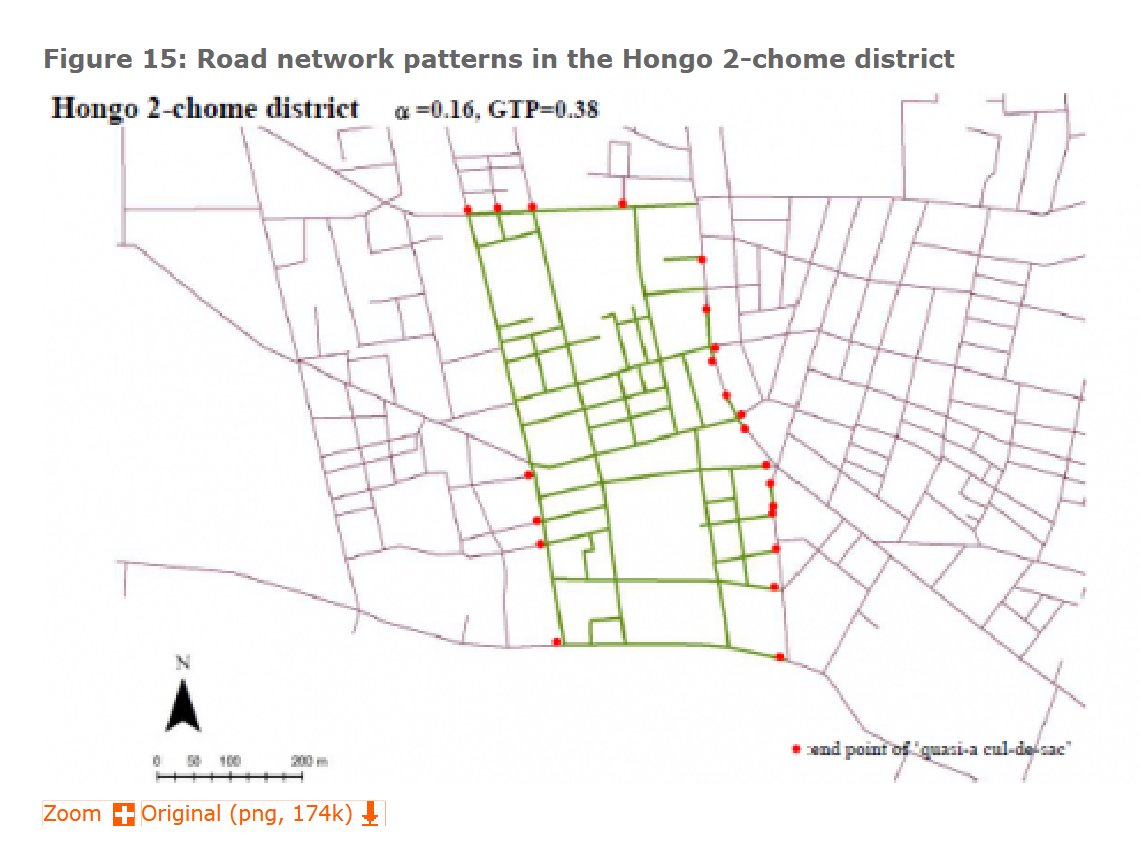 Figure 15: Road network patterns in the Hongo 2-chome district
Hongo 2-chome district α =0.16, GTP=0.38
N
0 50 100 200 m
:end point of 'quasi-a cul-de-sac'
Zoom Original (png, 174k)